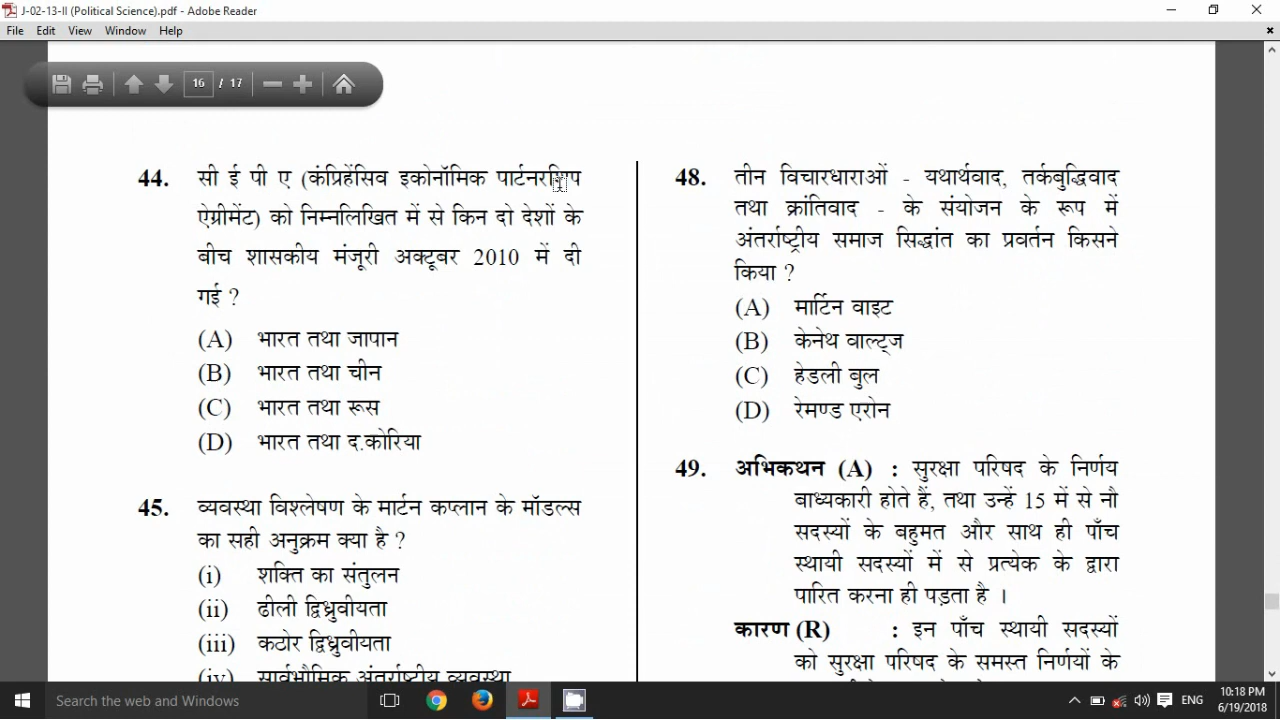 J-02-13-II (Political Science).pdf - Adobe Reader
File Edit View Window Help
16 / 17
44. सी ई पी ए (कंप्रिहेंसिव इकोनॉमिक पार्टनरशिप
ऐग्रीमेंट) को निम्नलिखित में से किन दो देशों के
बीच शासकीय मंजूरी अक्टूबर 2010 में दी
गई ?
(A) भारत तथा जापान
(B) भारत तथा चीन
(C) भारत तथा रूस
(D) भारत तथा द.कोरिया
45. व्यवस्था विश्लेषण के मार्टन कप्लान के मॉडल्स
का सही अनुक्रम क्या है ?
(i) शक्ति का संतुलन
(ii) ढीली द्विध्रुवीयता
(iii) कठोर द्विध्रुवीयता
(iv) सार्वभौमिक अंतर्राष्ट्रीय व्यवस्था
48. तीन विचारधाराओं - यथार्थवाद, तर्कबुद्धिवाद
तथा क्रांतिवाद - के संयोजन के रूप में
अंतर्राष्ट्रीय समाज सिद्धांत का प्रवर्तन किसने
किया ?
(A) मार्टिन वाइट
(B) केनेथ वाल्ट्ज
(C) हेडली बुल
(D) रेमण्ड एरोन
49. अभिकथन (A) : सुरक्षा परिषद के निर्णय
बाध्यकारी होते हैं, तथा उन्हें 15 में से नौ
सदस्यों के बहुमत और साथ ही पाँच
स्थायी सदस्यों में से प्रत्येक के द्वारा
पारित करना ही पड़ता है ।
कारण (R) : इन पाँच स्थायी सदस्यों
को सुरक्षा परिषद के समस्त निर्णयों के
Search the web and Windows
ENG
10:18 PM
6/19/2018